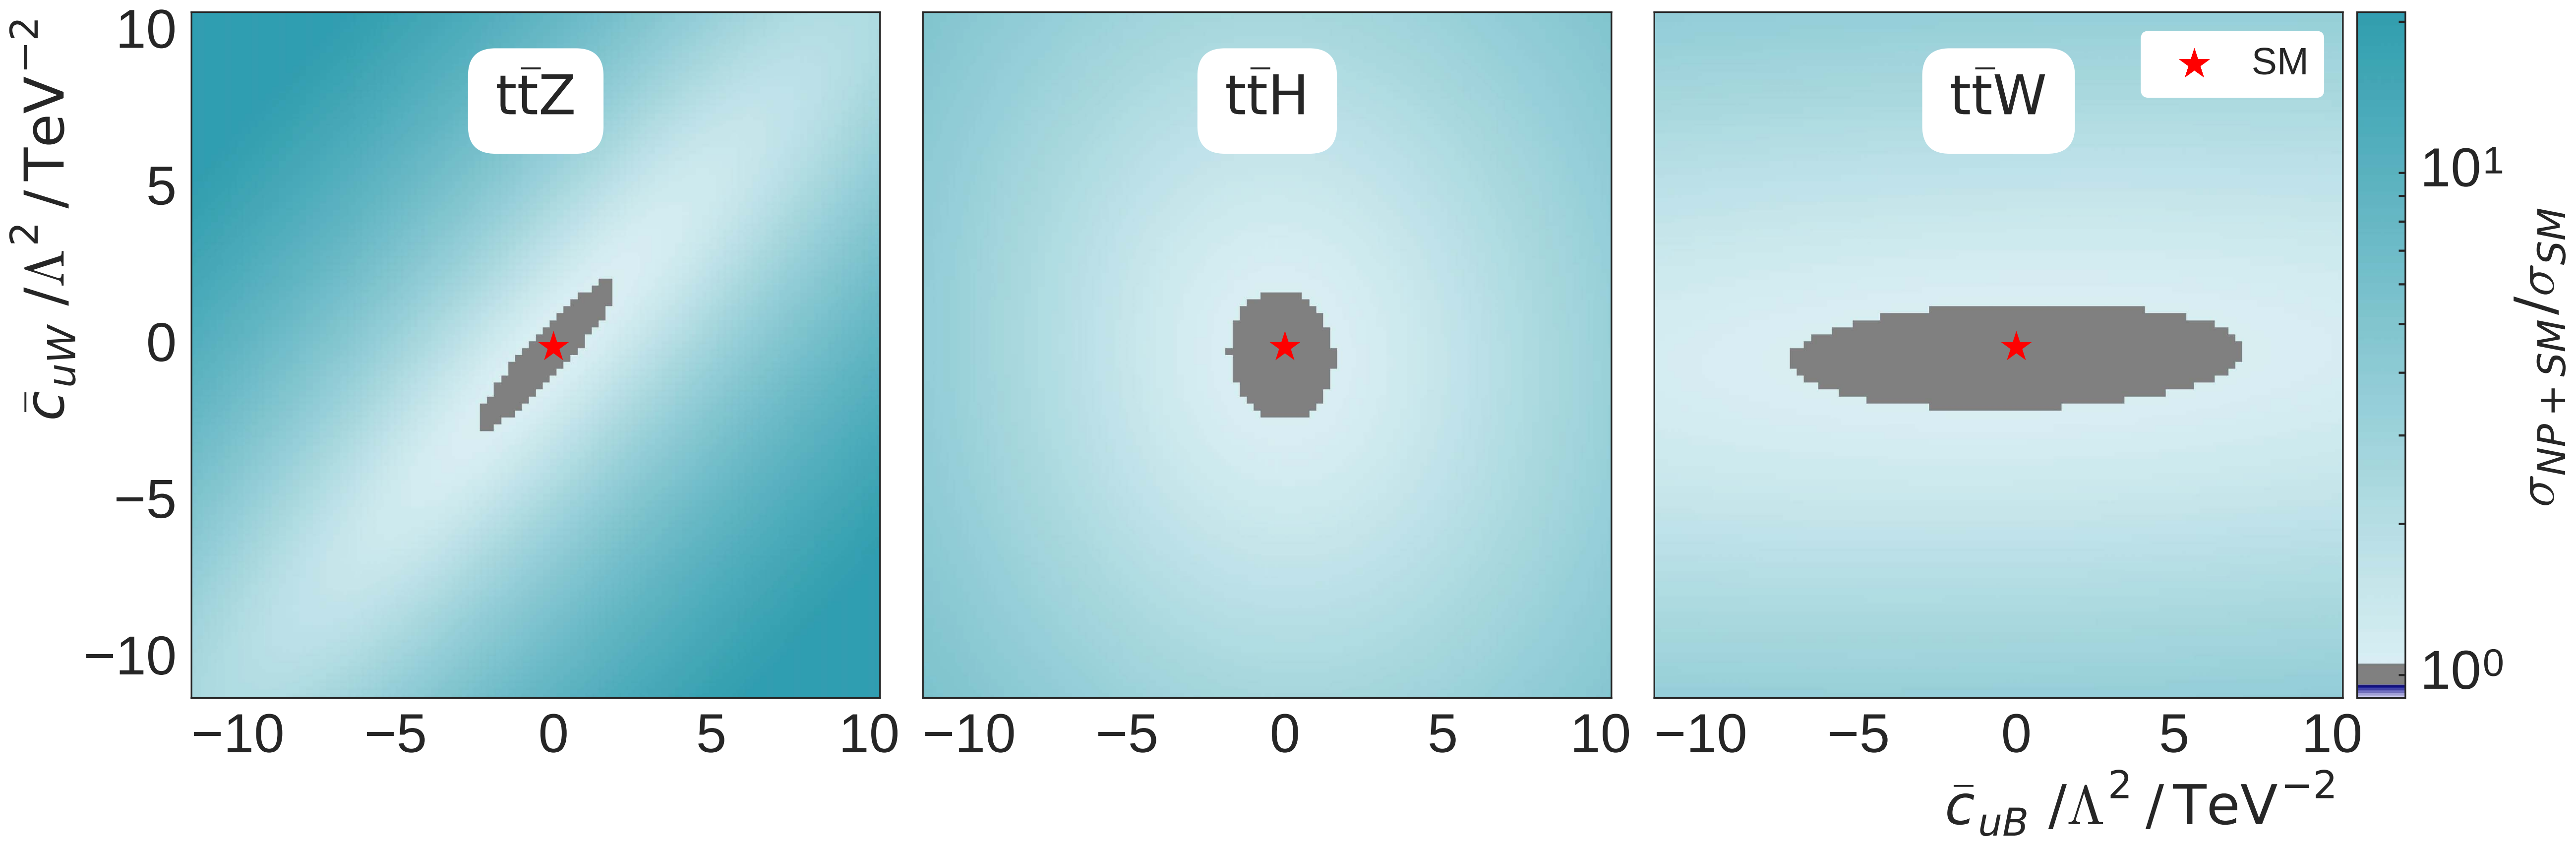 c̄uW /Λ² / TeV⁻²
10
5
0
−5
−10
tt̄Z
tt̄H
tt̄W
SM
−10 −5 0 5 10
−10 −5 0 5 10
−10 −5 0 5 10
c̄uB /Λ² / TeV⁻²
10¹
10⁰
σNP+SM/σSM